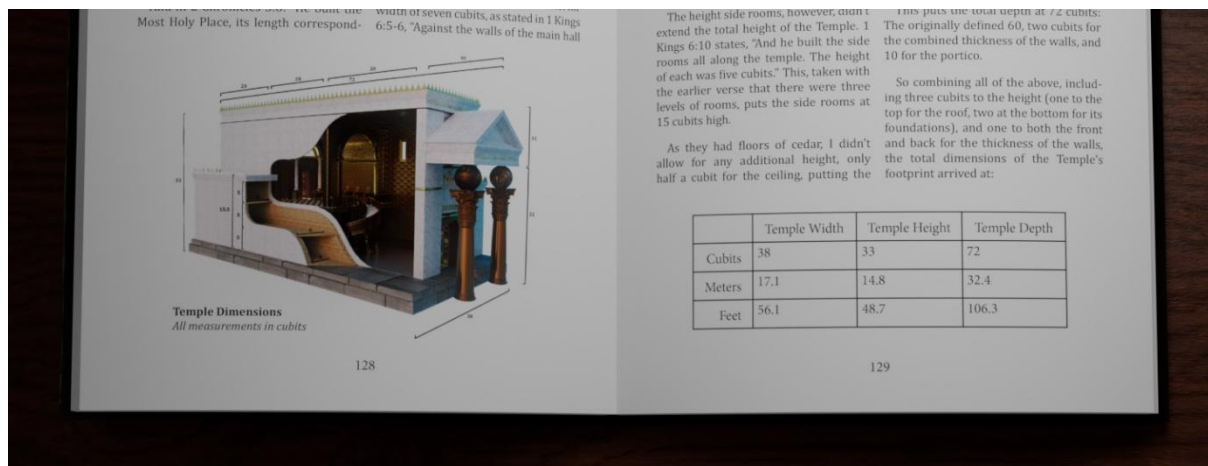 Most Holy Place, its length correspond-
width of seven cubits, as stated in 1 Kings
6:5-6, “Against the walls of the main hall
Temple Dimensions
All measurements in cubits
128
The height side rooms, however, didn't
extend the total height of the Temple. 1
Kings 6:10 states, “And he built the side
rooms all along the temple. The height
of each was five cubits.” This, taken with
the earlier verse that there were three
levels of rooms, puts the side rooms at
15 cubits high.
As they had floors of cedar, I didn't
allow for any additional height, only
half a cubit for the ceiling, putting the
This puts the total depth at 72 cubits:
The originally defined 60, two cubits for
the combined thickness of the walls, and
10 for the portico.
So combining all of the above, includ-
ing three cubits to the height (one to the
top for the roof, two at the bottom for its
foundations), and one to both the front
and back for the thickness of the walls,
the total dimensions of the Temple's
footprint arrived at:
Temple Width Temple Height Temple Depth
Cubits 38 33 72
Meters 17.1 14.8 32.4
Feet 56.1 48.7 106.3
129